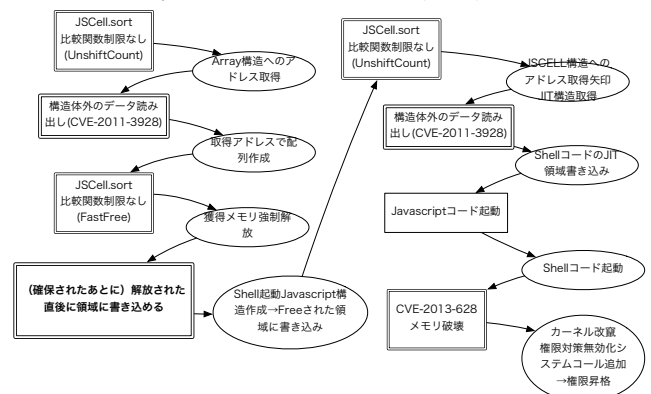 JSCell.sort
比較関数制限なし
(UnshiftCount)
Array構造へのア
ドレス取得
構造体外のデータ読み
出し(CVE-2011-3928)
取得アドレスで配
列作成
JSCell.sort
比較関数制限なし
(FastFree)
獲得メモリ強制解
放
（確保されたあとに）解放された
直後に領域に書き込める
Shell起動Javascript構
造作成→Freeされた領
域に書き込み
JSCell.sort
比較関数制限なし
(UnshiftCount)
JSCELL構造への
アドレス取得矢印
JIT構造取得
構造体外のデータ読み
出し(CVE-2011-3928)
ShellコードのJIT
領域書き込み
Javascriptコード起動
Shellコード起動
CVE-2013-628
メモリ破壊
カーネル改竄
権限対策無効化シ
ステムコール追加
→権限昇格